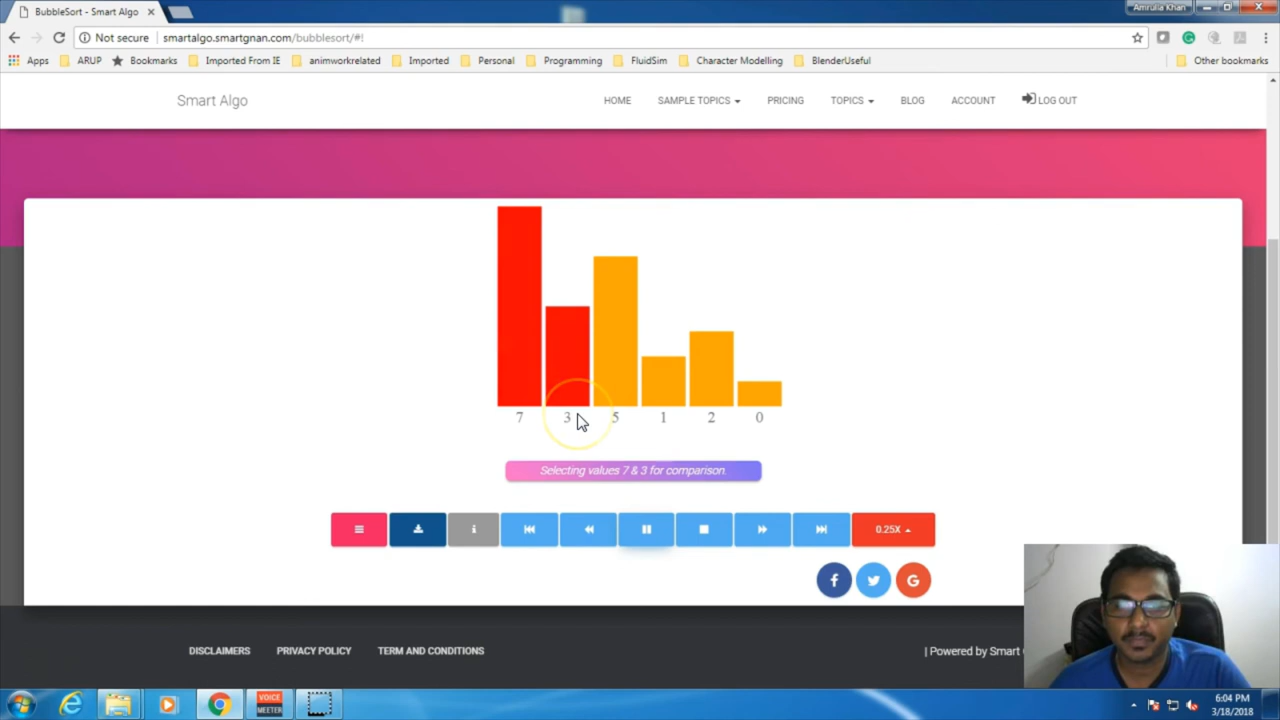 BubbleSort - Smart Algo
Amrulla Khan
Not secure smartalgo.smartgnan.com/bubblesort/#!
Apps ARUP Bookmarks Imported From IE animworkrelated Imported Personal Programming FluidSim Character Modelling BlenderUseful Other bookmarks
Smart Algo HOME SAMPLE TOPICS PRICING TOPICS BLOG ACCOUNT LOG OUT
7 3 5 1 2 0
Selecting values 7 & 3 for comparison.
0.25X
DISCLAIMERS PRIVACY POLICY TERM AND CONDITIONS | Powered by Smart
VOICE
MEETER
6:04 PM
3/18/2018